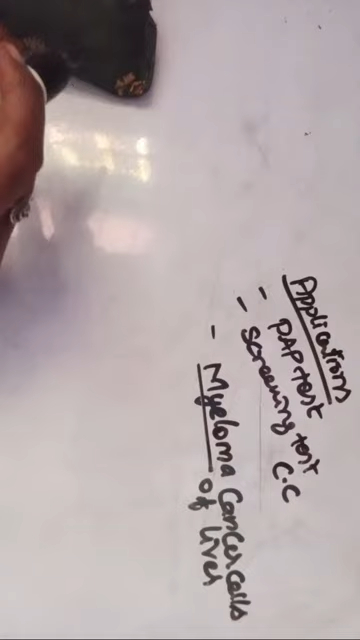 Applications
- PAP test
- Screening test C.C
- Myeloma Cancer cells
of liver